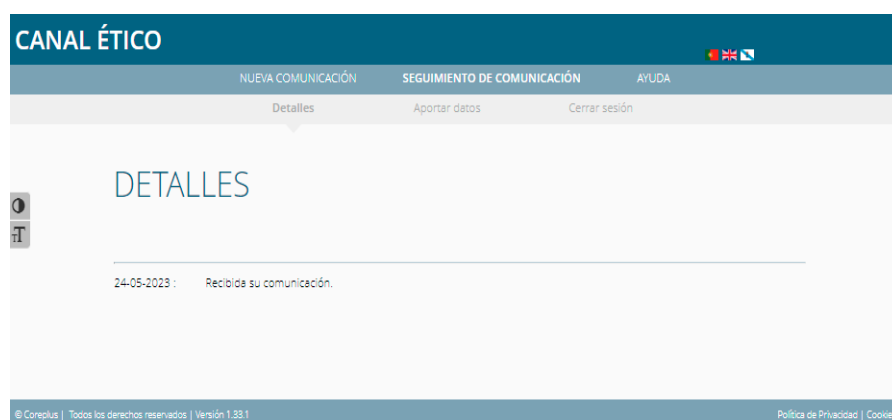 CANAL ÉTICO
NUEVA COMUNICACIÓN SEGUIMIENTO DE COMUNICACIÓN AYUDA
Detalles Aportar datos Cerrar sesión
DETALLES
24-05-2023 : Recibida su comunicación.
© Coreplus | Todos los derechos reservados | Versión 1.33.1 Política de Privacidad | Cookie